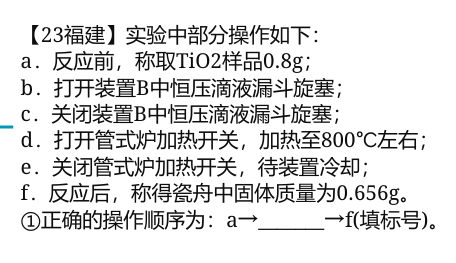 【23福建】实验中部分操作如下：
a．反应前，称取TiO2样品0.8g；
b．打开装置B中恒压滴液漏斗旋塞；
c．关闭装置B中恒压滴液漏斗旋塞；
d．打开管式炉加热开关，加热至800℃左右；
e．关闭管式炉加热开关，待装置冷却；
f．反应后，称得瓷舟中固体质量为0.656g。
①正确的操作顺序为：a→_______→f(填标号)。